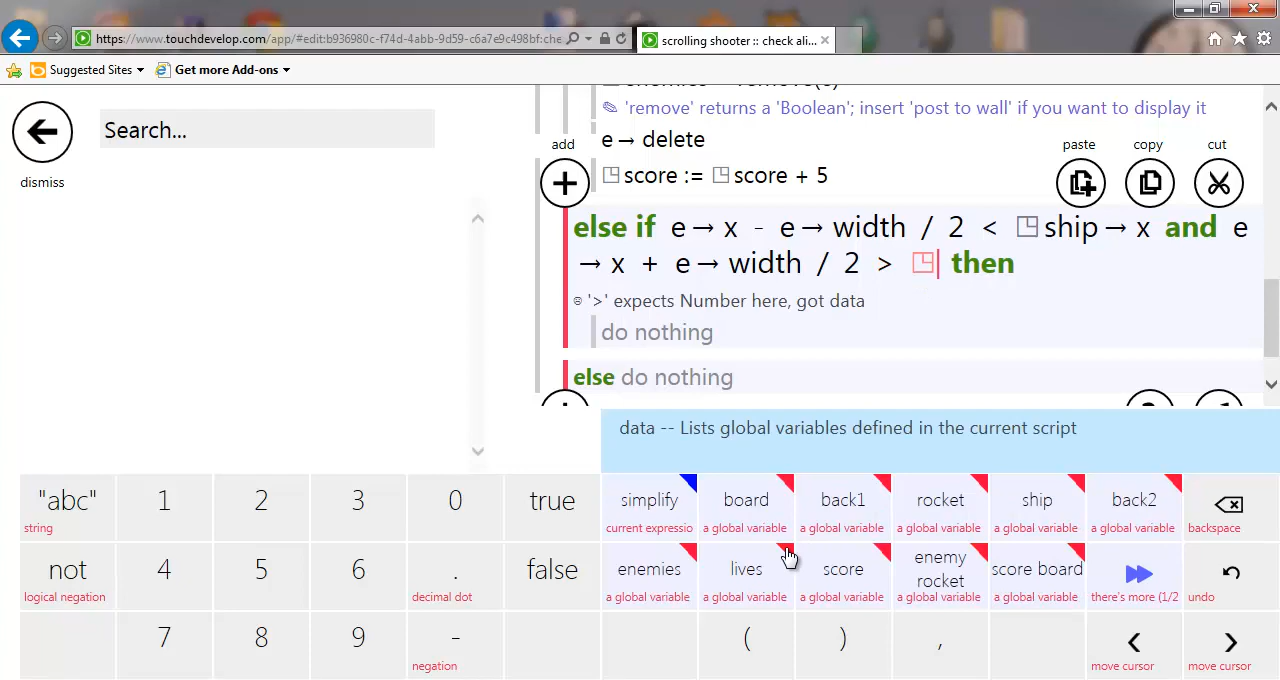 https://www.touchdevelop.com/app/#edit:b936980c-f74d-4abb-9d59-c6a7e9c498bf:che
scrolling shooter :: check ali...
Suggested Sites
Get more Add-ons
Search...
dismiss
'remove' returns a 'Boolean'; insert 'post to wall' if you want to display it
e → delete
score := score + 5
add
paste
copy
cut
else if e → x - e → width / 2 < ship → x and e
→ x + e → width / 2 > then
'>' expects Number here, got data
do nothing
else do nothing
data -- Lists global variables defined in the current script
"abc" 1 2 3 0 true simplify board back1 rocket ship back2
string current expressio a global variable a global variable a global variable a global variable a global variable backspace
not 4 5 6 . false enemies lives score enemy rocket score board
logical negation decimal dot a global variable a global variable a global variable a global variable a global variable there's more (1/2 undo
7 8 9 - ( ) ,
negation move cursor move cursor